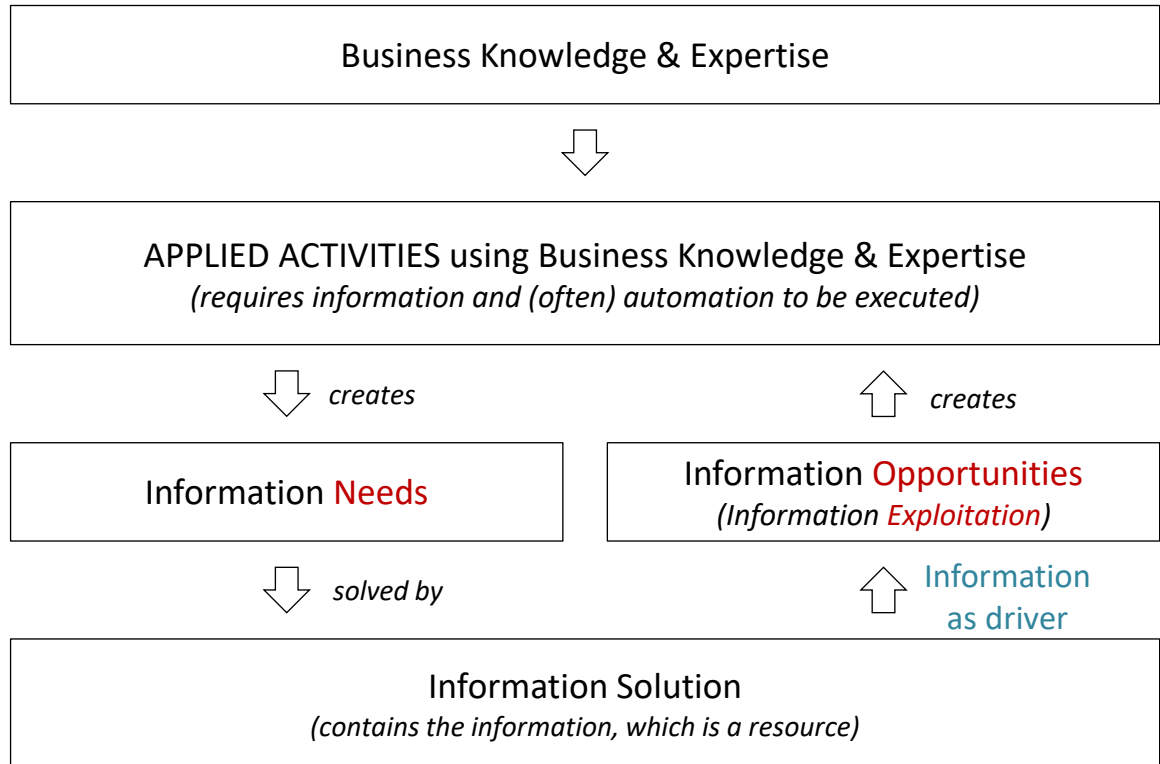 Business Knowledge & Expertise
APPLIED ACTIVITIES using Business Knowledge & Expertise
(requires information and (often) automation to be executed)
creates
creates
Information Needs
Information Opportunities
(Information Exploitation)
solved by
Information
as driver
Information Solution
(contains the information, which is a resource)